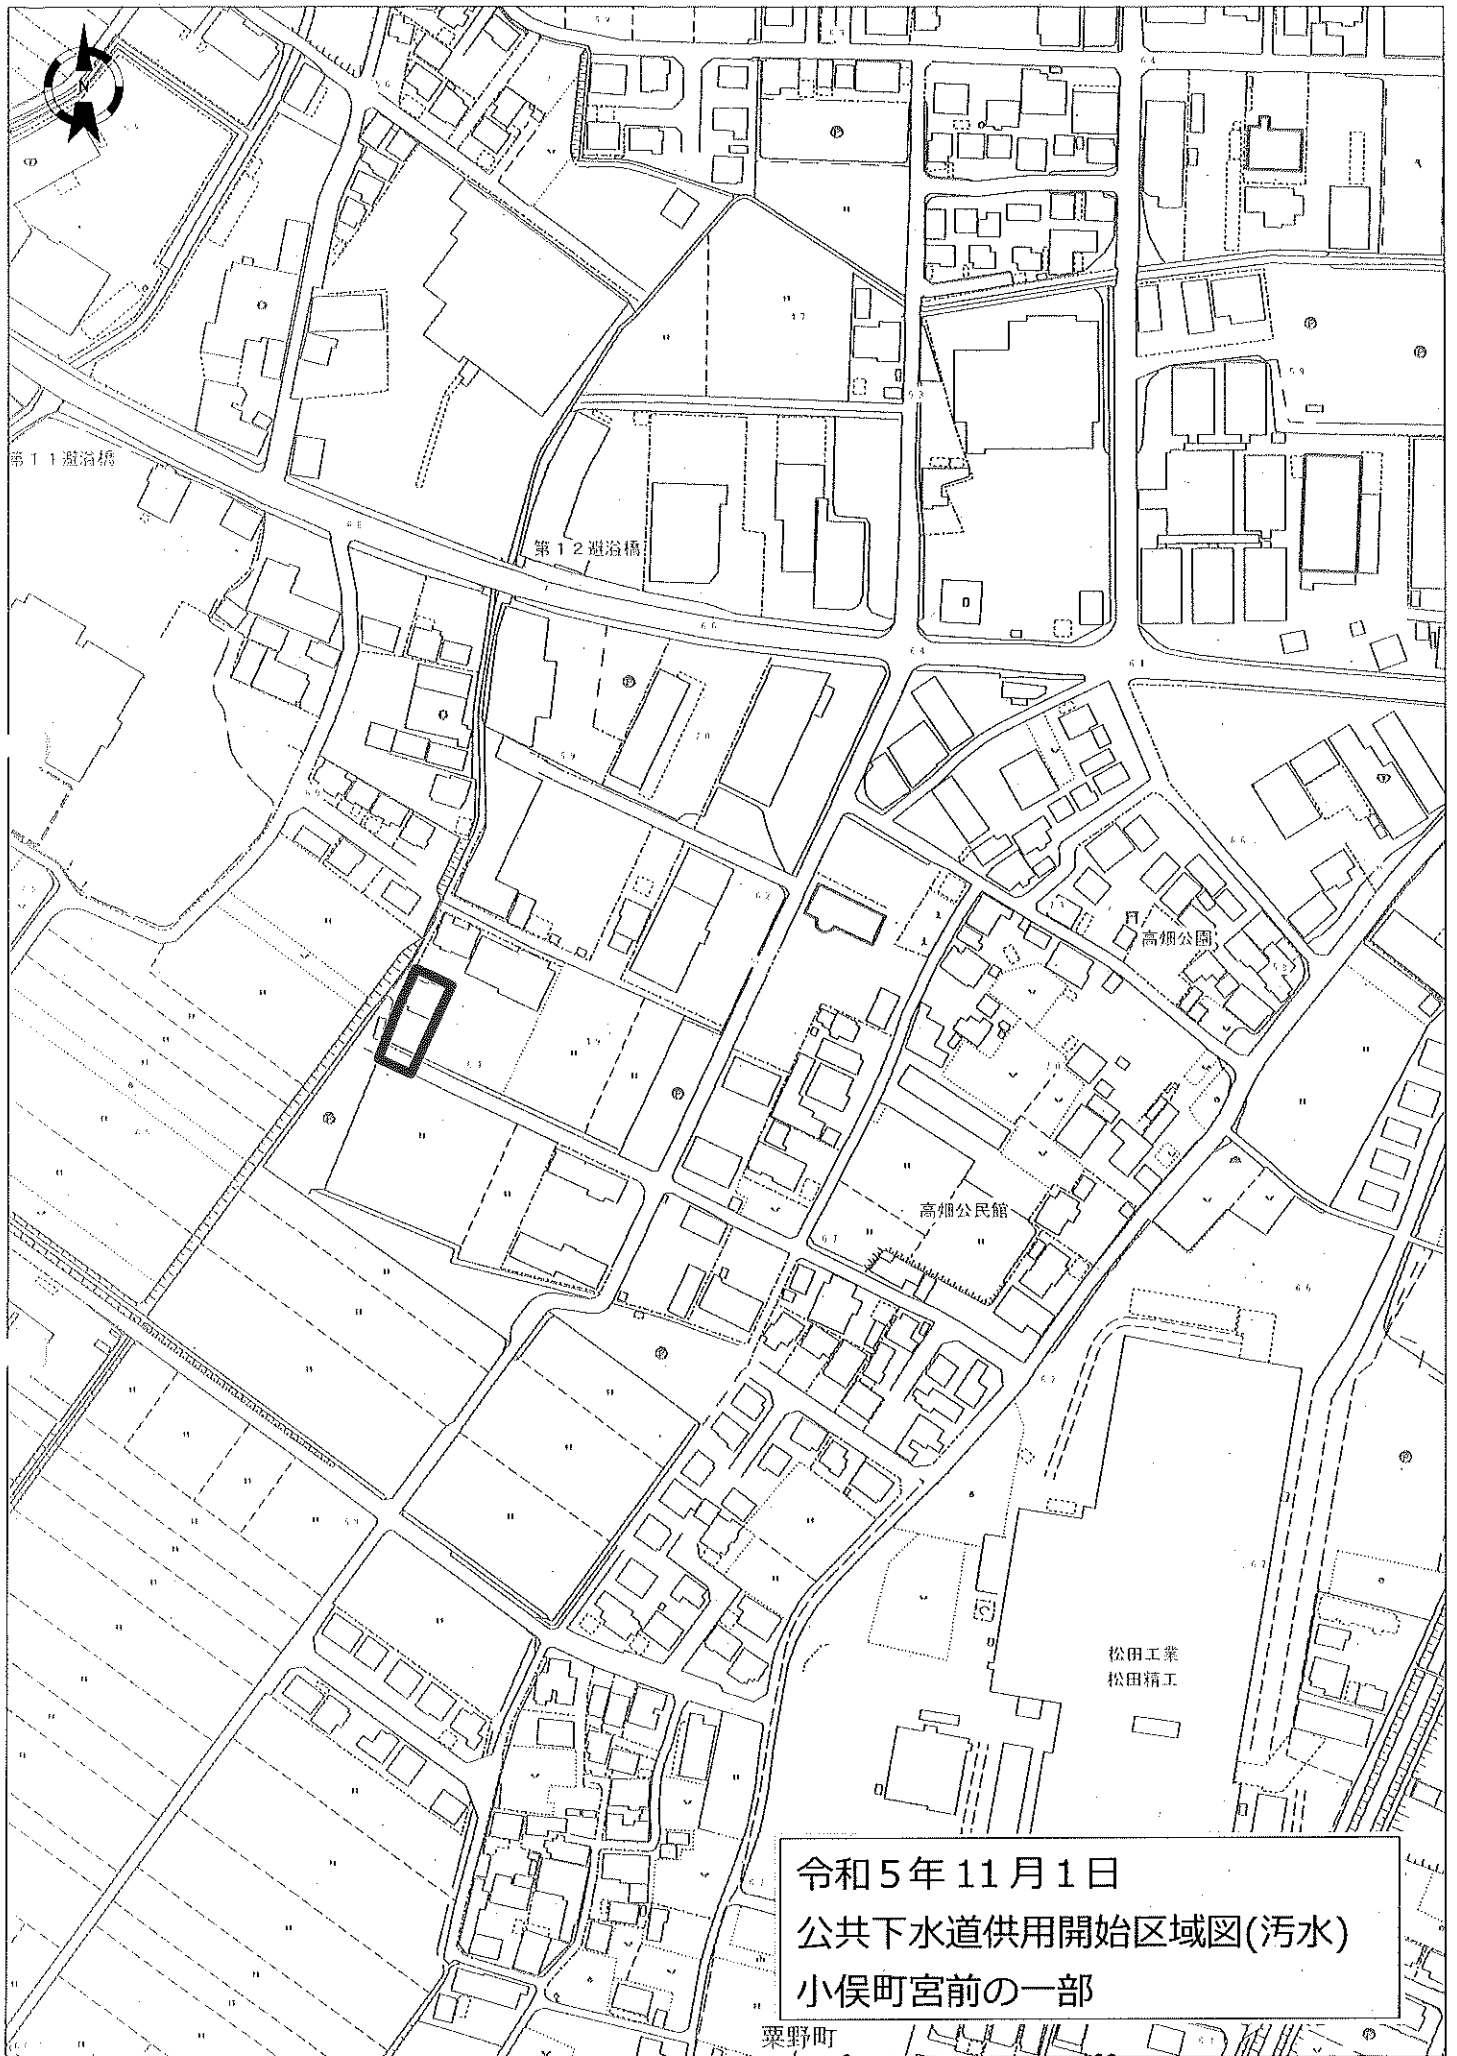 N
第11避溢橋
第12避溢橋
高畑公園
高畑公民館
松田工業
松田精工
令和5年11月1日
公共下水道供用開始区域図(汚水)
小俣町宮前の一部
粟野町